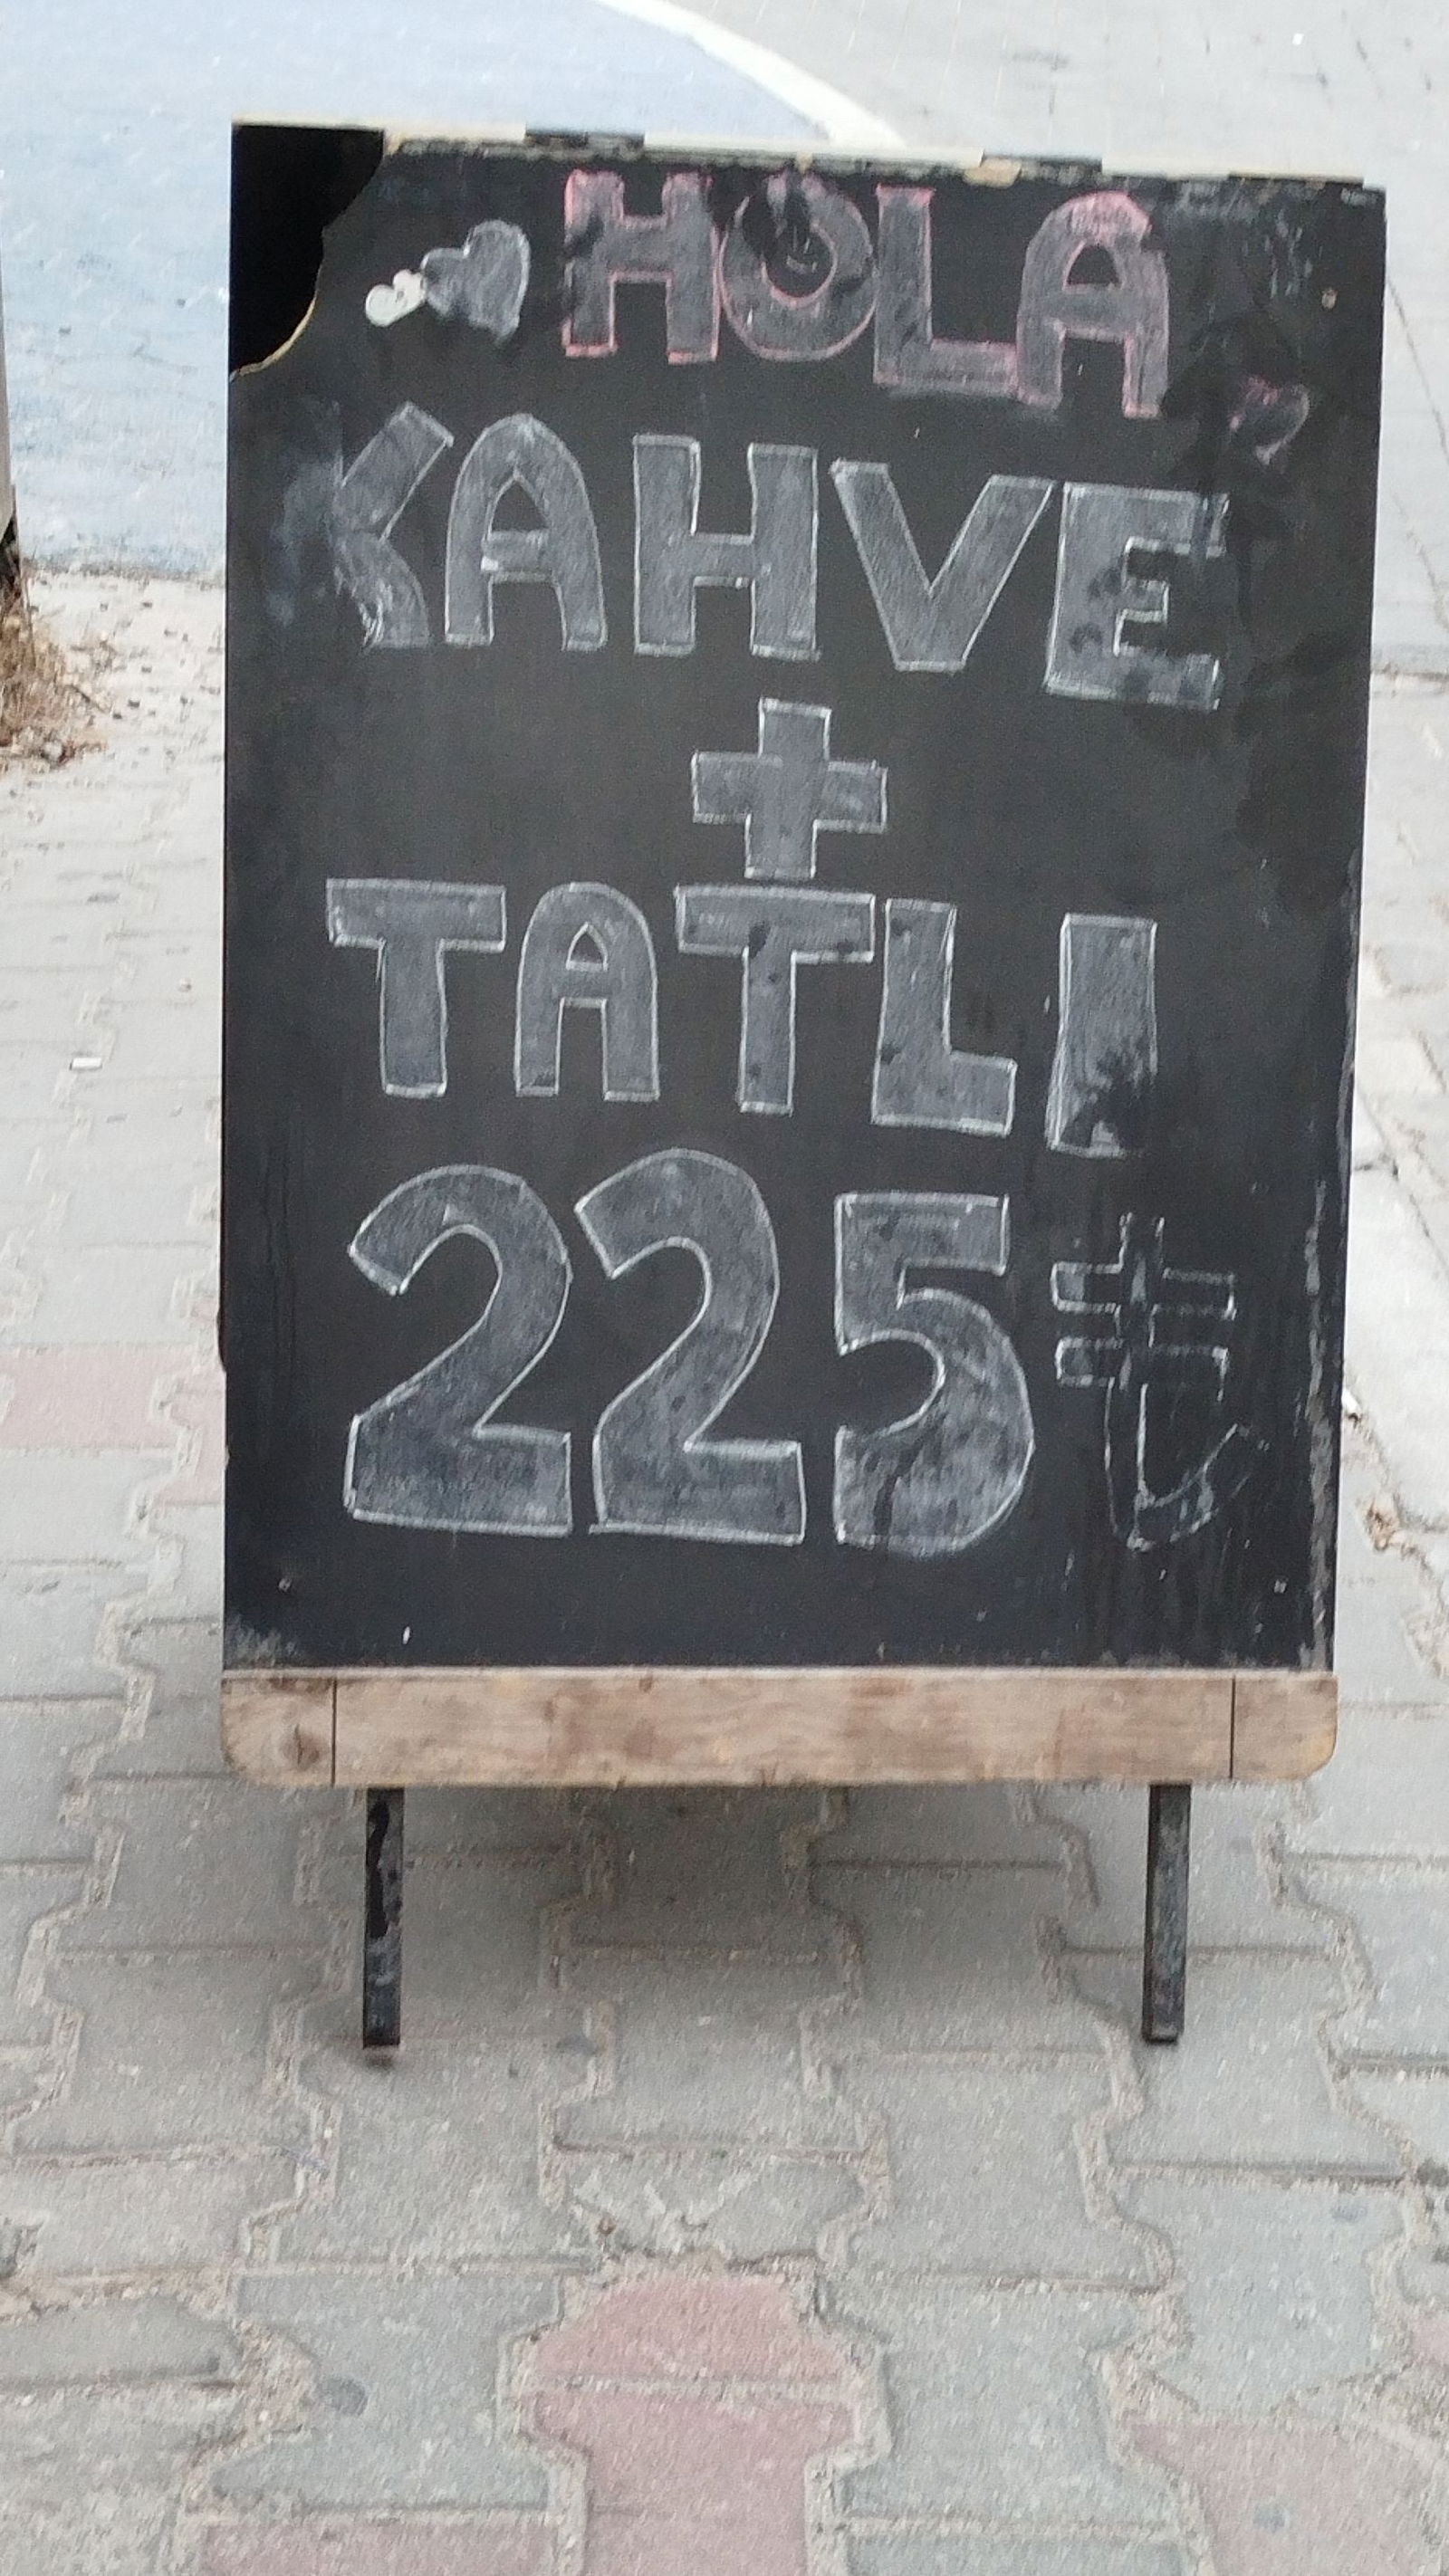 HOLA
KAHVE
+
TATLI
225₺